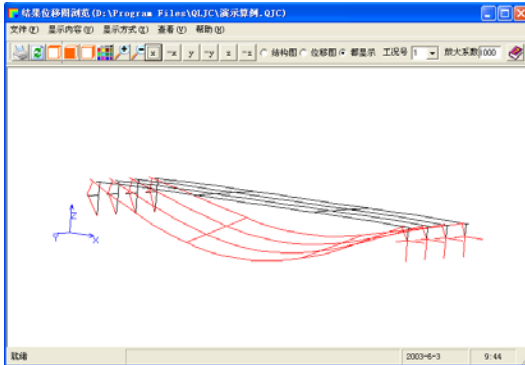 结果位移图浏览(D:\Program Files\QLJC\演示算例.QJC)
文件(F) 显示内容(N) 显示方式(X) 查看(V) 帮助(H)
x -x y -y z -z 结构图 位移图 都显示 工况号 1 放大系数 1000
Z
Y X
就绪 2003-6-3 9:44